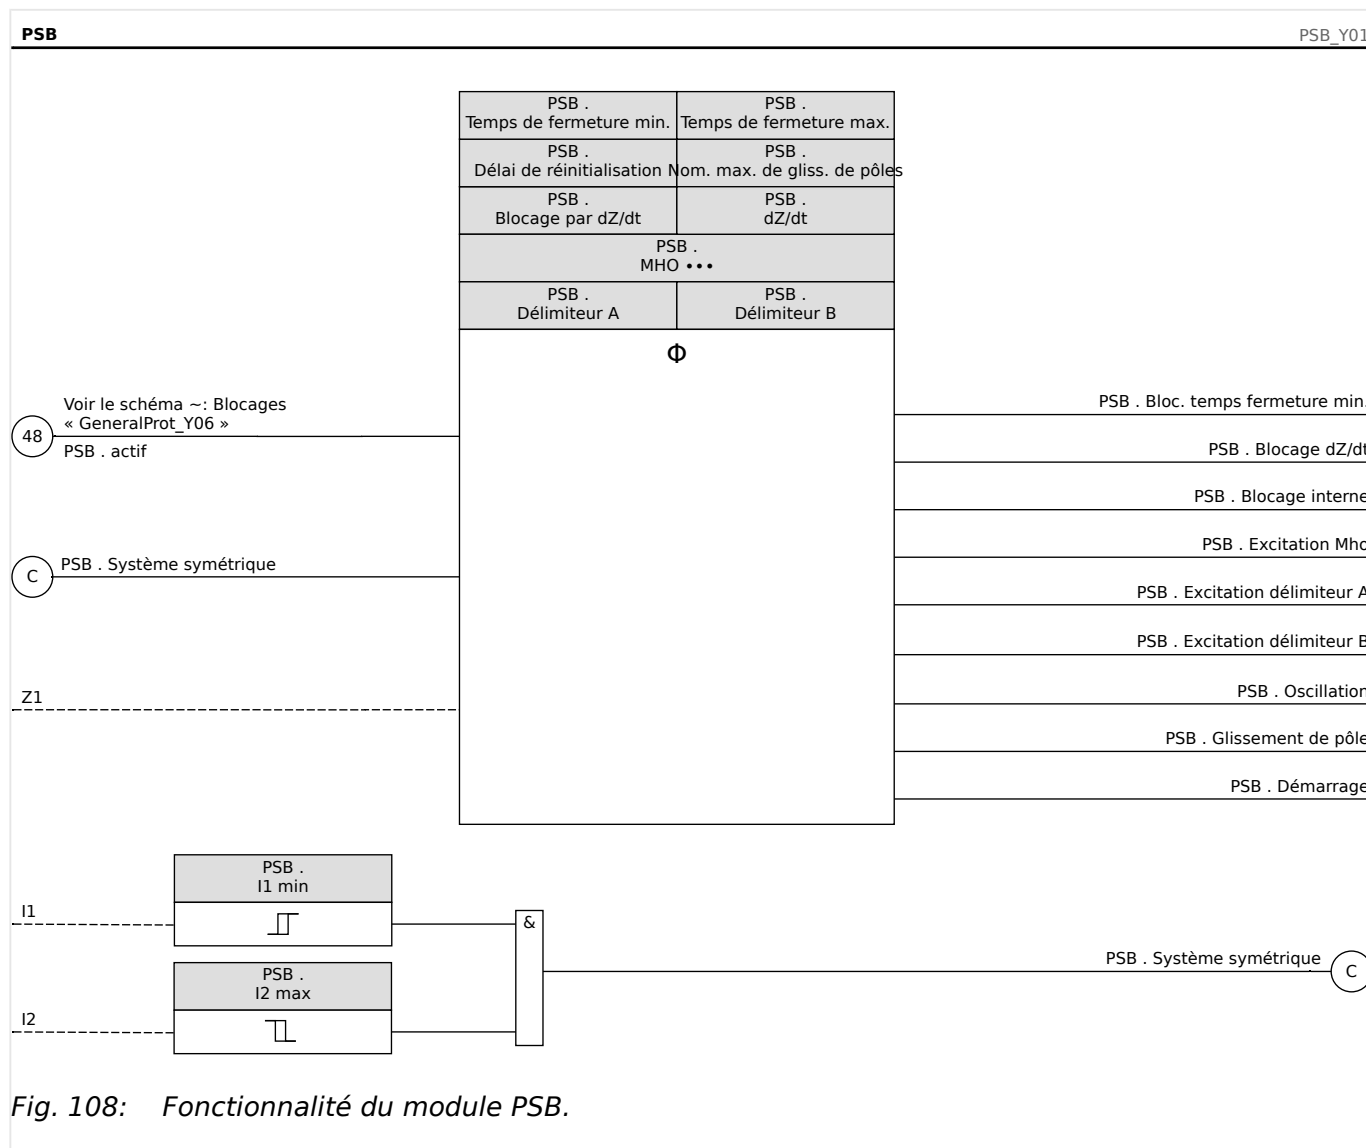 PSB
PSB_Y01
PSB .
Temps de fermeture min.
PSB .
Temps de fermeture max.
PSB .
Délai de réinitialisation
PSB .
Nom. max. de gliss. de pôles
PSB .
Blocage par dZ/dt
PSB .
dZ/dt
PSB .
MHO •••
PSB .
Délimiteur A
PSB .
Délimiteur B
Φ
Voir le schéma ~: Blocages
« GeneralProt_Y06 »
48
PSB . actif
C
PSB . Système symétrique
Z1
PSB . Bloc. temps fermeture min.
PSB . Blocage dZ/dt
PSB . Blocage interne
PSB . Excitation Mho
PSB . Excitation délimiteur A
PSB . Excitation délimiteur B
PSB . Oscillation
PSB . Glissement de pôle
PSB . Démarrage
PSB .
I1 min
I1
&
PSB .
I2 max
I2
PSB . Système symétrique
C
Fig. 108: Fonctionnalité du module PSB.